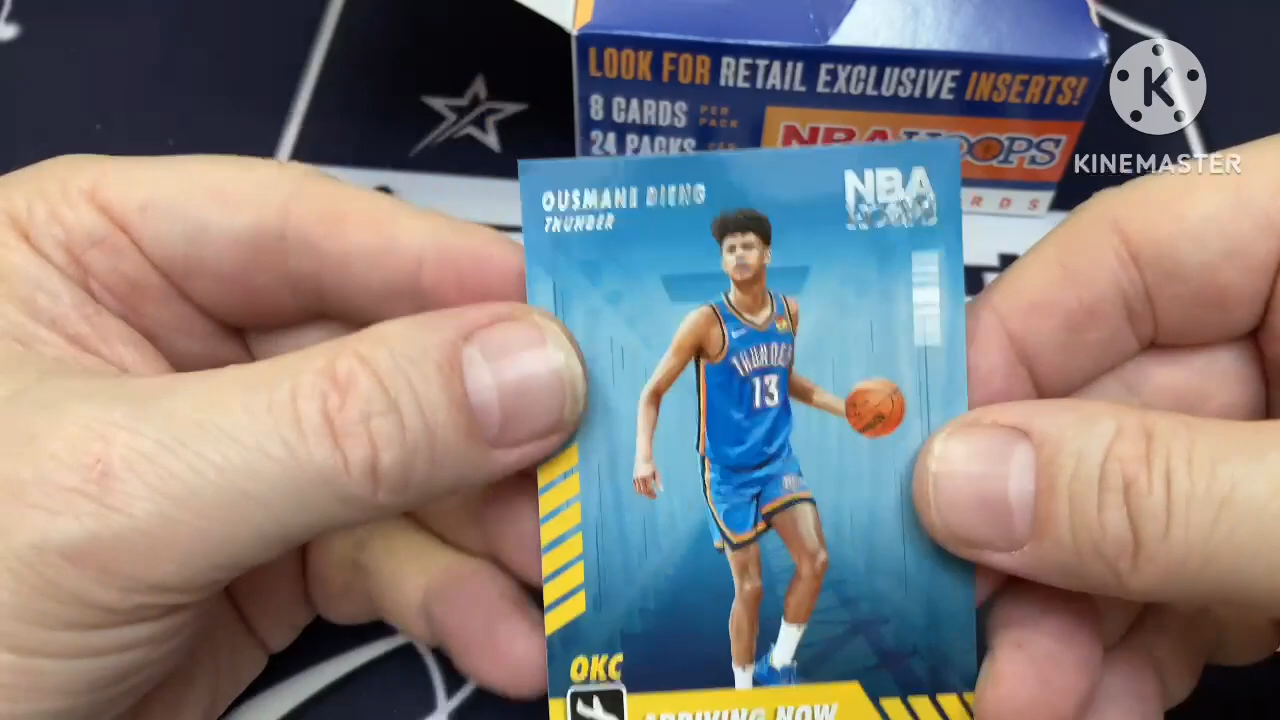 LOOK FOR RETAIL EXCLUSIVE INSERTS!
8 CARDS PER PACK
24 PACKS
NBA HOOPS
RDS
K
KINEMASTER
OUSMANE DIENG
THUNDER
NBA
HOOPS
THUNDER
13
OKC
ARRIVING NOW